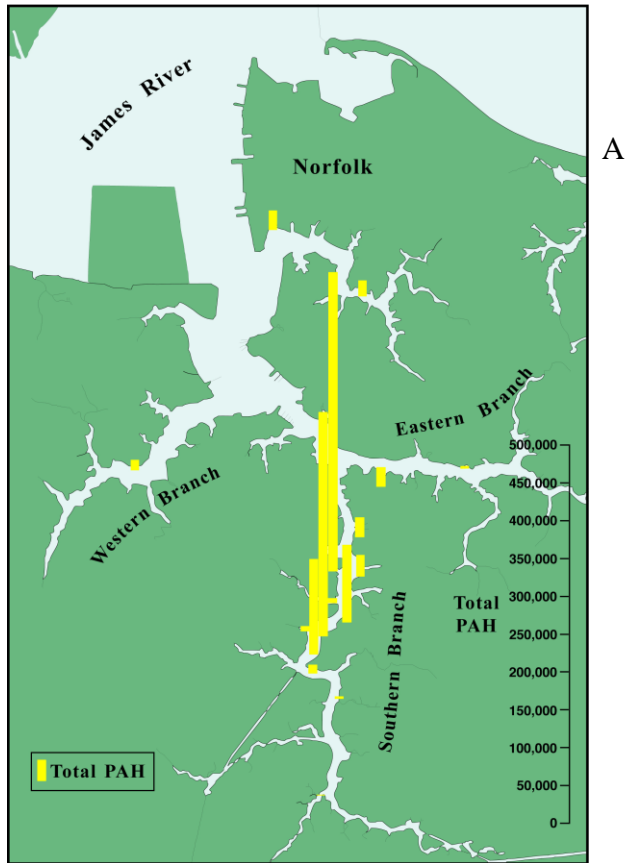 James River
A
Norfolk
Eastern Branch
Western Branch
500,000
450,000
400,000
350,000
300,000
250,000
200,000
150,000
100,000
50,000
0
Total
PAH
Southern Branch
Total PAH